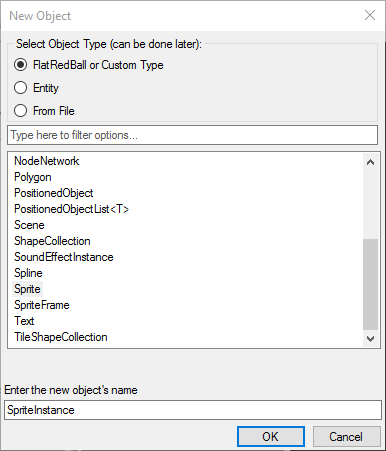 New Object
Select Object Type (can be done later):
FlatRedBall or Custom Type
Entity
From File
Type here to filter options...
NodeNetwork
Polygon
PositionedObject
PositionedObjectList<T>
Scene
ShapeCollection
SoundEffectInstance
Spline
Sprite
SpriteFrame
Text
TileShapeCollection
Enter the new object's name
SpriteInstance
OK Cancel